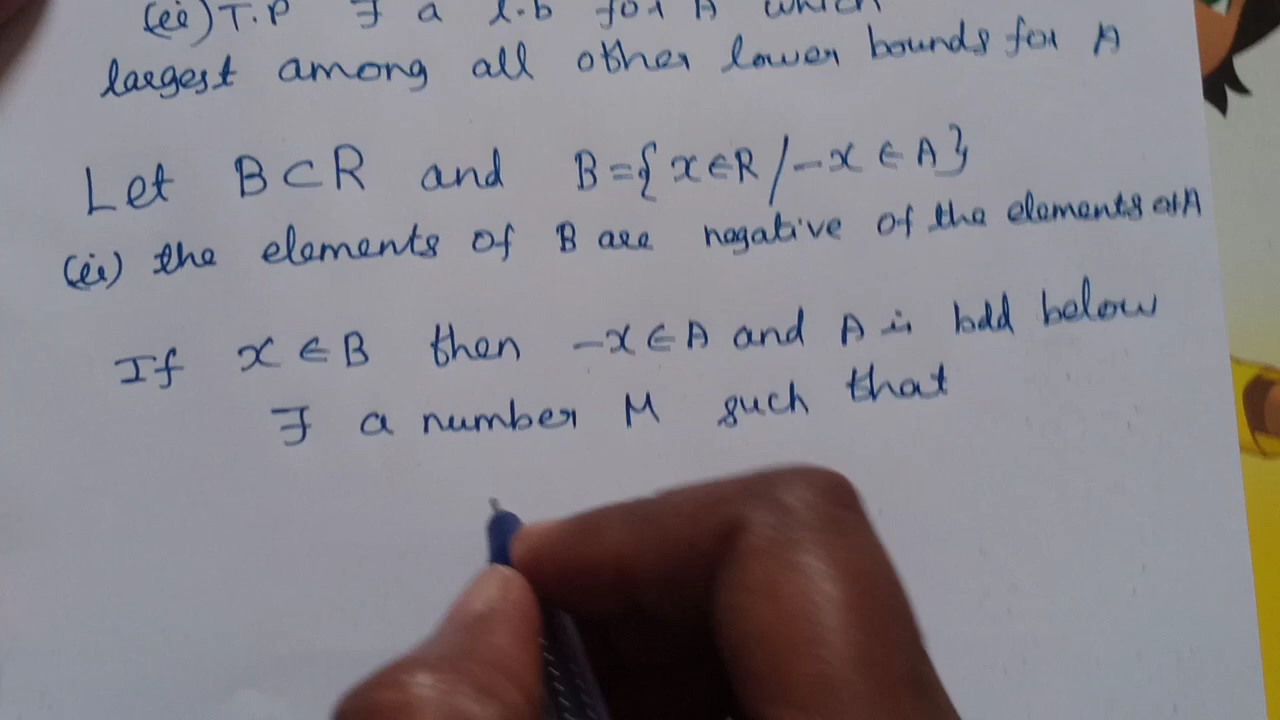 (ii) T.P ∃ a l.b for A which
largest among all other lower bounds for A
Let B⊂R and B={x∈R/-x∈A}
(ii) the elements of B are negative of the elements of A
If x∈B then -x∈A and A is bdd below
∃ a number M such that